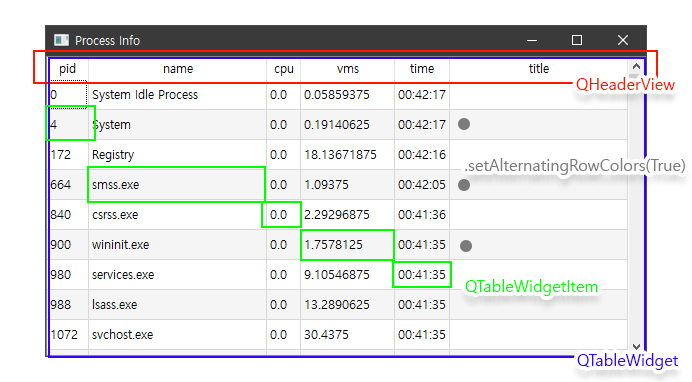 Process Info
pid name cpu vms time title
QHeaderView
0 System Idle Process 0.0 0.05859375 00:42:17
4 System 0.0 0.19140625 00:42:17
172 Registry 0.0 18.13671875 00:42:16
.setAlternatingRowColors(True)
664 smss.exe 0.0 1.09375 00:42:05
840 csrss.exe 0.0 2.29296875 00:41:36
900 wininit.exe 0.0 1.7578125 00:41:35
980 services.exe 0.0 9.10546875 00:41:35
QTableWidgetItem
988 lsass.exe 0.0 13.2890625 00:41:35
1072 svchost.exe 0.0 30.4375 00:41:35
QTableWidget